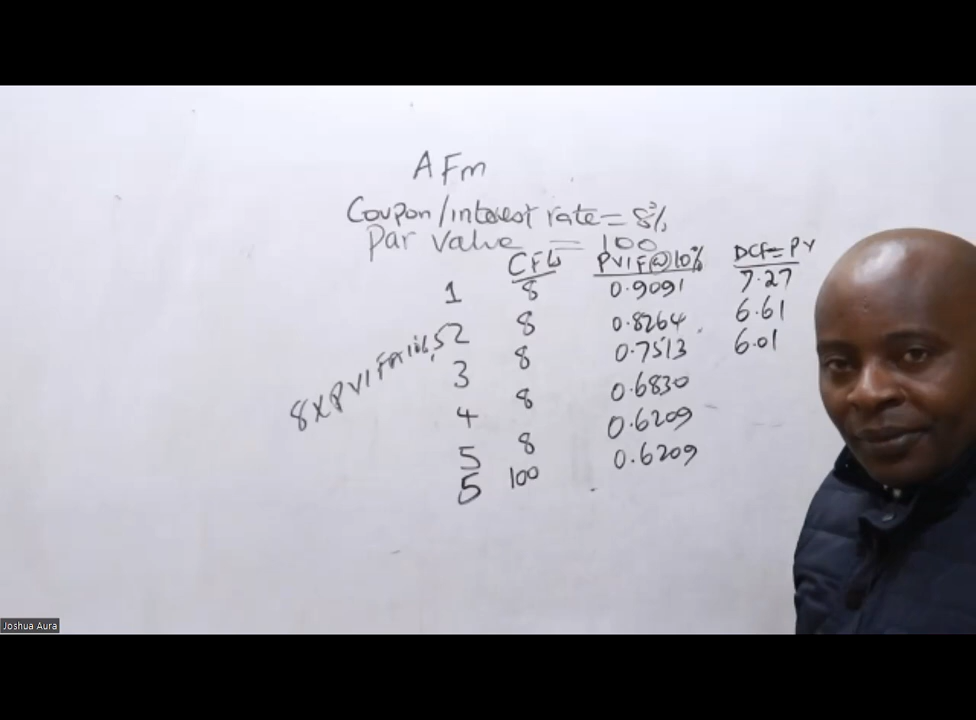 AFm
Coupon/interest rate = 8%
Par value = 100
CFs PVIF@10% DCF=PV
1 8 0.9091 7.27
2 8 0.8264 6.61
3 8 0.7513 6.01
4 8 0.6830
5 8 0.6209
5 100 0.6209
8XPVIF 10%,5
Joshua Aura